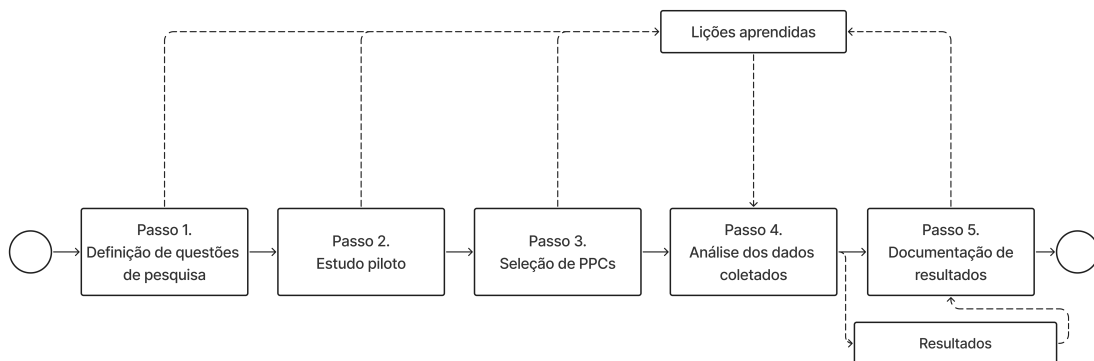 Lições aprendidas
Passo 1.
Definição de questões
de pesquisa
Passo 2.
Estudo piloto
Passo 3.
Seleção de PPCs
Passo 4.
Análise dos dados
coletados
Passo 5.
Documentação de
resultados
Resultados